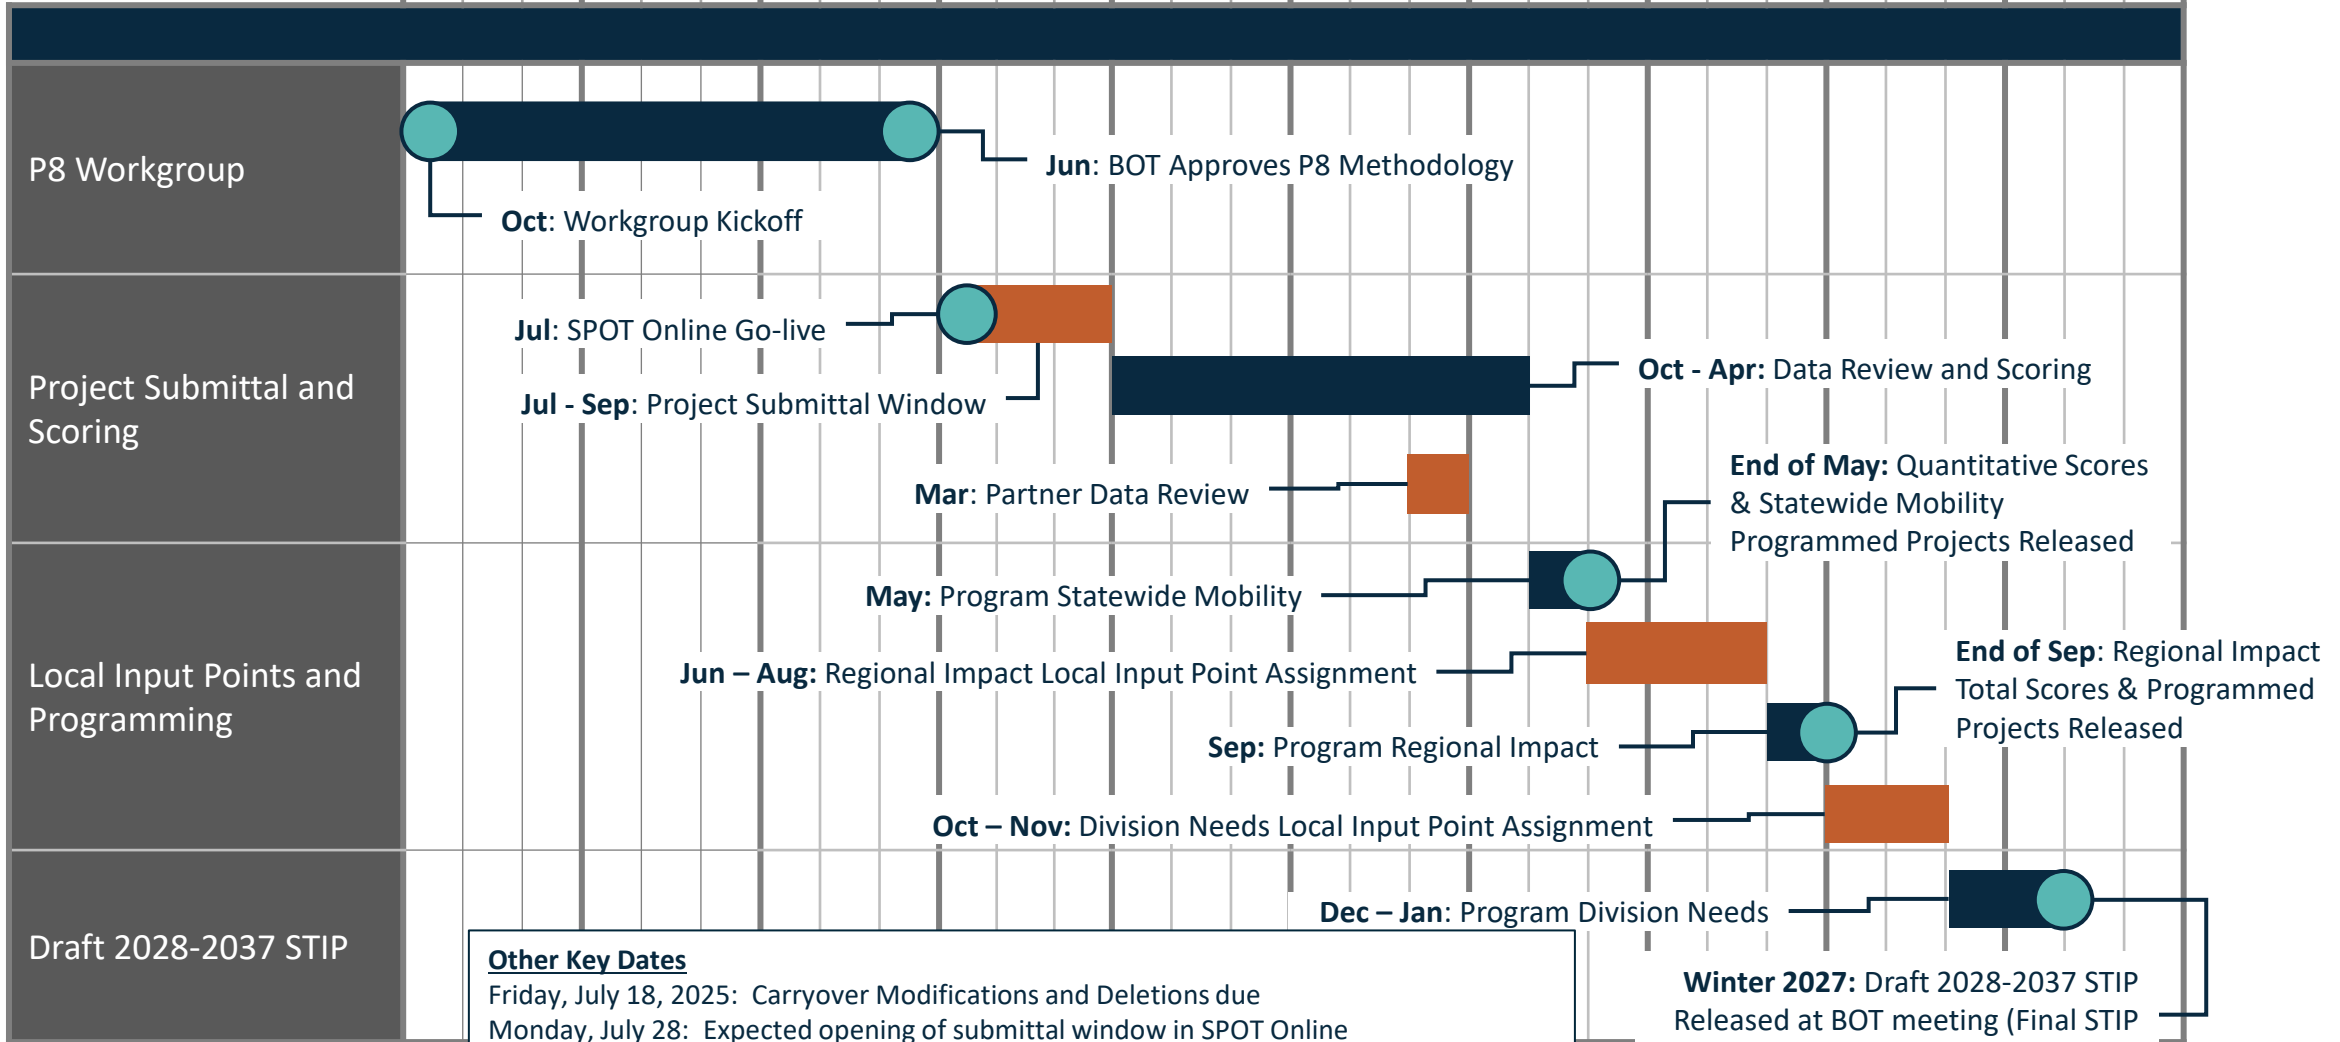 P8 Workgroup
Jun: BOT Approves P8 Methodology
Oct: Workgroup Kickoff
Project Submittal and
Scoring
Jul: SPOT Online Go-live
Jul - Sep: Project Submittal Window
Oct - Apr: Data Review and Scoring
Mar: Partner Data Review
End of May: Quantitative Scores
& Statewide Mobility
Programmed Projects Released
Local Input Points and
Programming
May: Program Statewide Mobility
Jun – Aug: Regional Impact Local Input Point Assignment
End of Sep: Regional Impact
Total Scores & Programmed
Projects Released
Sep: Program Regional Impact
Oct – Nov: Division Needs Local Input Point Assignment
Draft 2028-2037 STIP
Dec – Jan: Program Division Needs
Winter 2027: Draft 2028-2037 STIP
Released at BOT meeting (Final STIP
Other Key Dates
Friday, July 18, 2025: Carryover Modifications and Deletions due
Monday, July 28: Expected opening of submittal window in SPOT Online